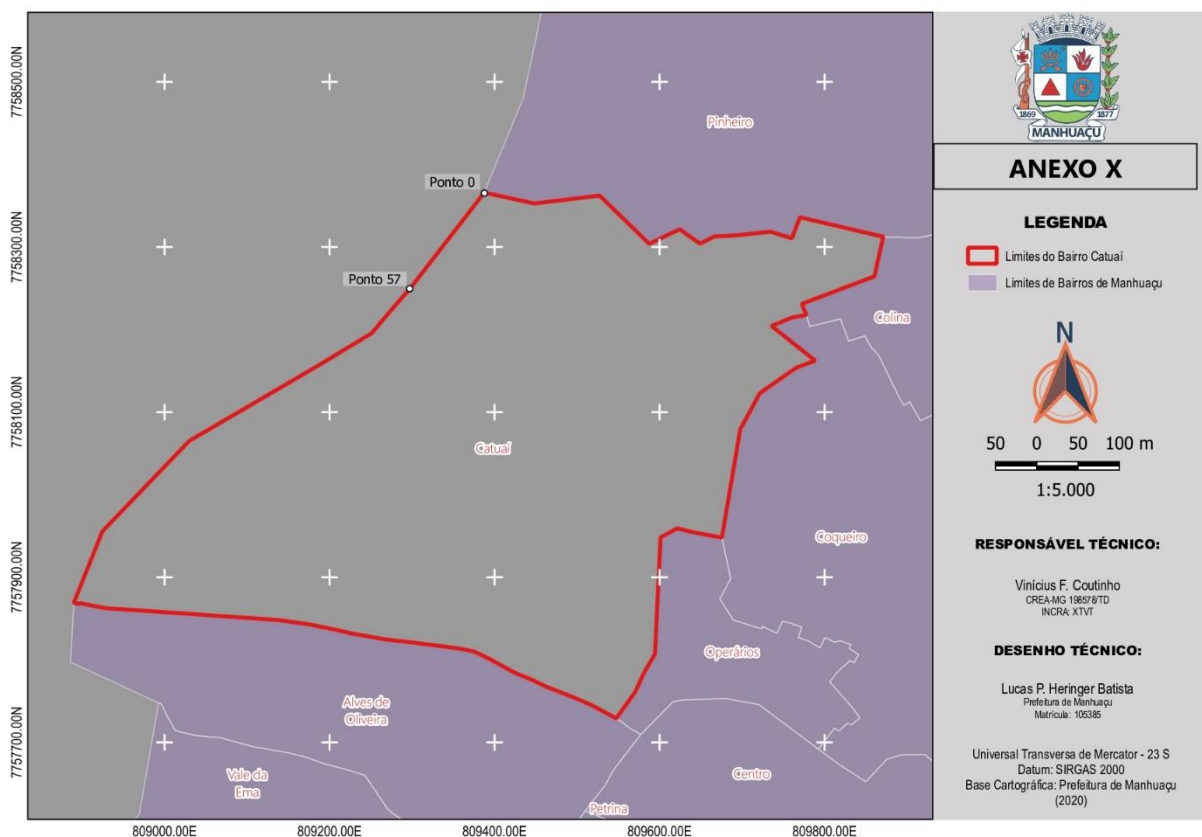 7758500.00N
7758300.00N
7758100.00N
7757900.00N
7757700.00N
Pinheiro
Ponto 0
Ponto 57
Colina
Catuaí
Coqueiro
Operários
Alves de
Oliveira
Vale da
Ema
Petrina
Centro
809000.00E
809200.00E
809400.00E
809600.00E
809800.00E
1869
1877
MANHUAÇU
ANEXO X
LEGENDA
Limites do Bairro Catuaí
Limites de Bairros de Manhuaçu
N
50 0 50 100 m
1:5.000
RESPONSÁVEL TÉCNICO:
Vinícius F. Coutinho
CREA-MG 198578/TD
INCRA: XTVT
DESENHO TÉCNICO:
Lucas P. Heringer Batista
Prefeitura de Manhuaçu
Matrícula: 105385
Universal Transversa de Mercator - 23 S
Datum: SIRGAS 2000
Base Cartográfica: Prefeitura de Manhuaçu
(2020)